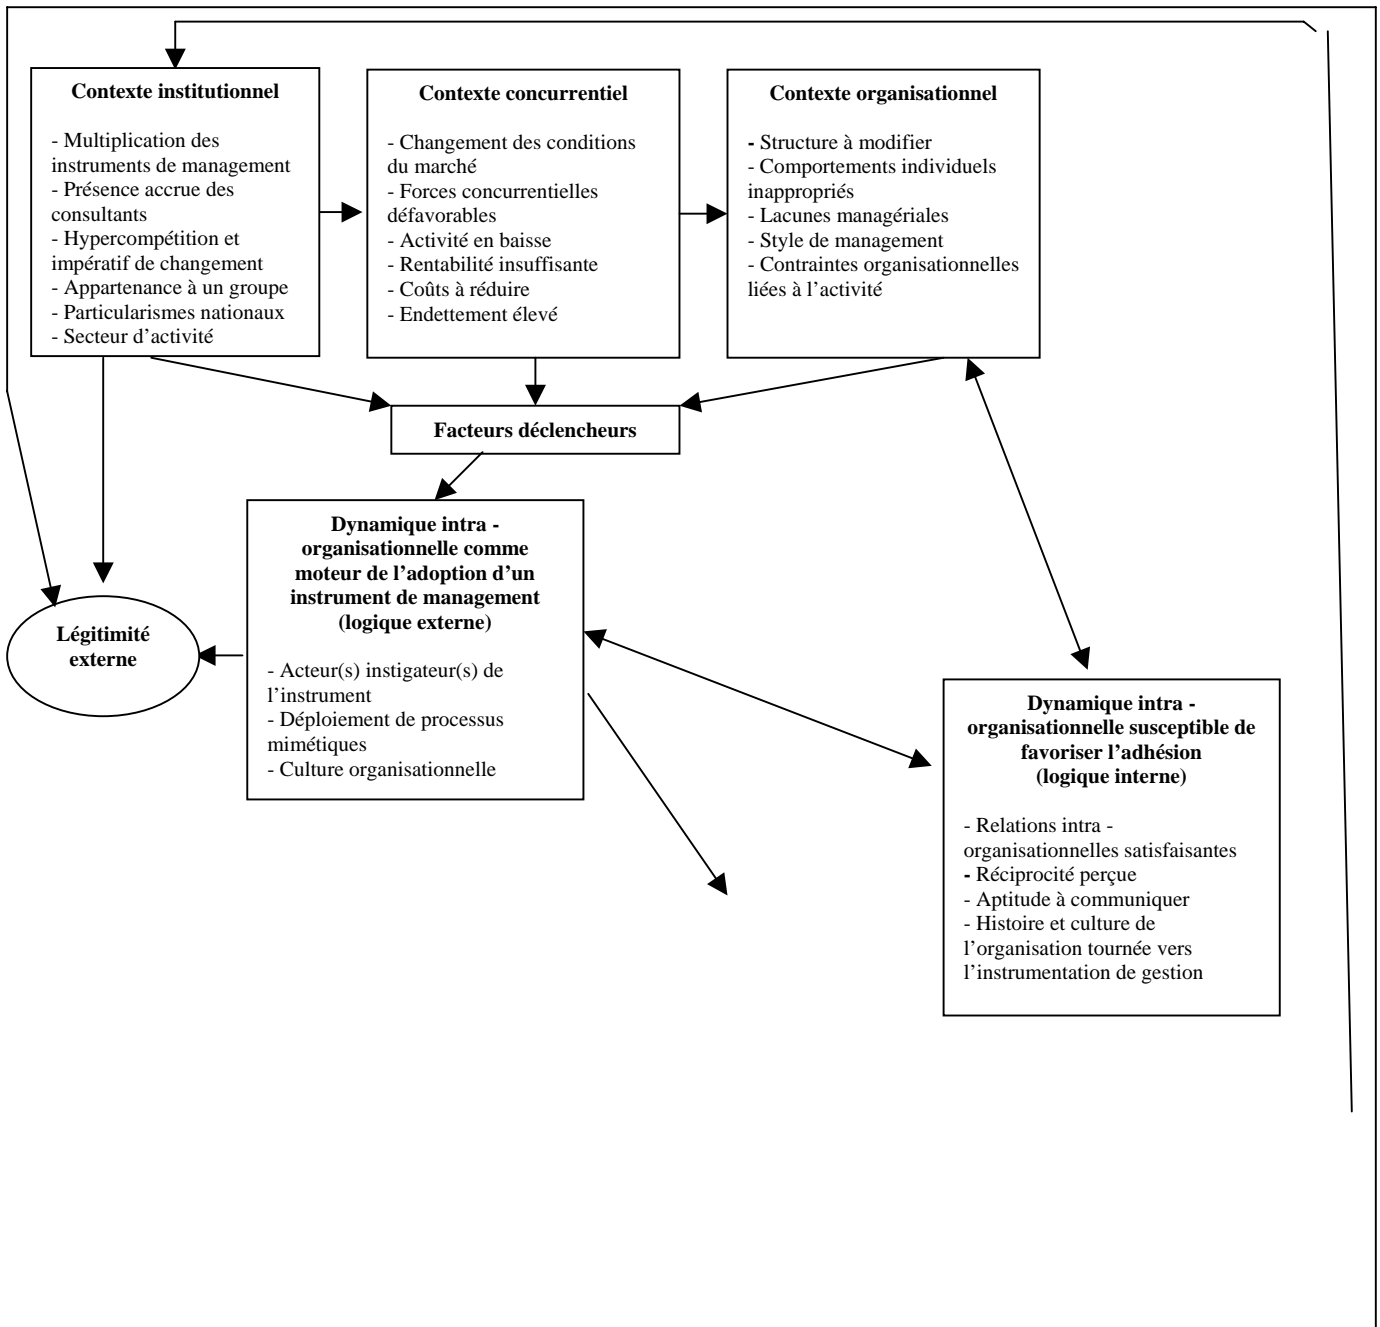 Contexte institutionnel
- Multiplication des
instruments de management
- Présence accrue des
consultants
- Hypercompétition et
impératif de changement
- Appartenance à un groupe
- Particularismes nationaux
- Secteur d’activité
Contexte concurrentiel
- Changement des conditions
du marché
- Forces concurrentielles
défavorables
- Activité en baisse
- Rentabilité insuffisante
- Coûts à réduire
- Endettement élevé
Contexte organisationnel
- Structure à modifier
- Comportements individuels
inappropriés
- Lacunes managériales
- Style de management
- Contraintes organisationnelles
liées à l’activité
Facteurs déclencheurs
Dynamique intra -
organisationnelle comme
moteur de l’adoption d’un
instrument de management
(logique externe)
- Acteur(s) instigateur(s) de
l’instrument
- Déploiement de processus
mimétiques
- Culture organisationnelle
Légitimité
externe
Dynamique intra -
organisationnelle susceptible de
favoriser l’adhésion
(logique interne)
- Relations intra -
organisationnelles satisfaisantes
- Réciprocité perçue
- Aptitude à communiquer
- Histoire et culture de
l’organisation tournée vers
l’instrumentation de gestion